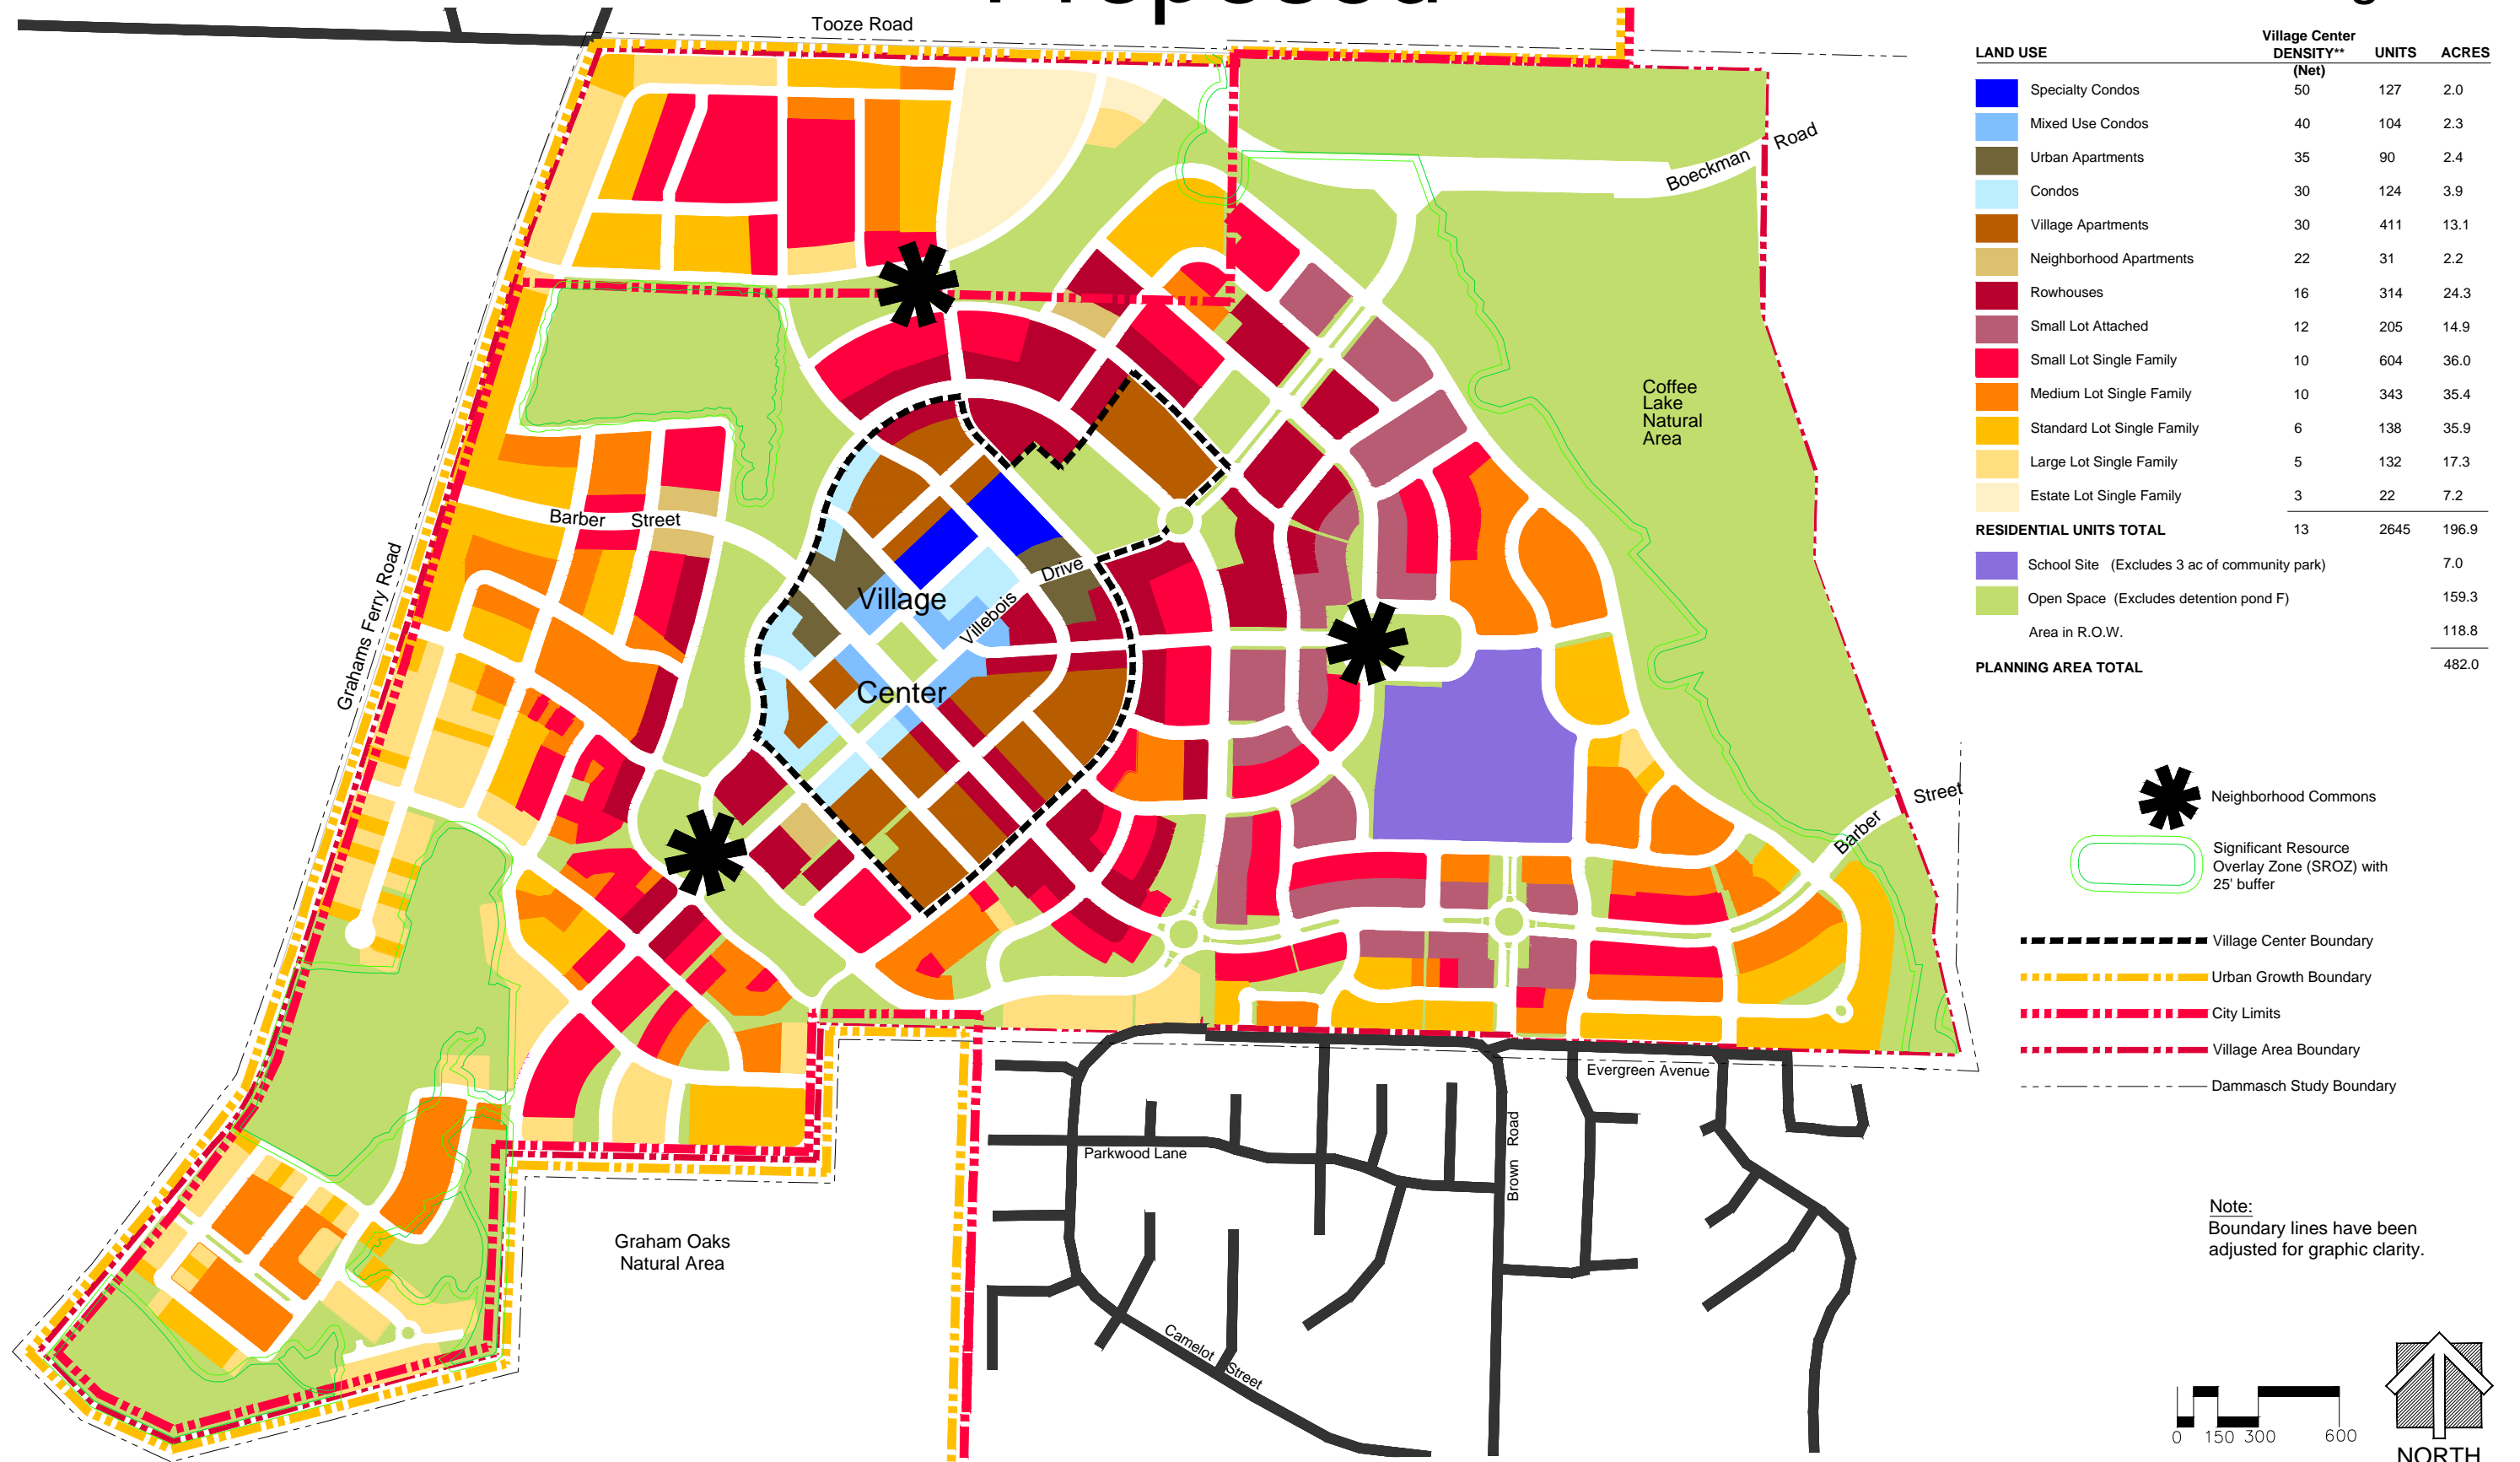 Proposed
Tooze Road
Boeckman Road
Coffee
Lake
Natural
Area
Barber Street
Grahams Ferry Road
Village
Center
Villebois Drive
Barber Street
Evergreen Avenue
Parkwood Lane
Brown Road
Camelot Street
Graham Oaks
Natural Area
LAND USE Village Center DENSITY** (Net) UNITS ACRES
Specialty Condos 50 127 2.0
Mixed Use Condos 40 104 2.3
Urban Apartments 35 90 2.4
Condos 30 124 3.9
Village Apartments 30 411 13.1
Neighborhood Apartments 22 31 2.2
Rowhouses 16 314 24.3
Small Lot Attached 12 205 14.9
Small Lot Single Family 10 604 36.0
Medium Lot Single Family 10 343 35.4
Standard Lot Single Family 6 138 35.9
Large Lot Single Family 5 132 17.3
Estate Lot Single Family 3 22 7.2
RESIDENTIAL UNITS TOTAL 13 2645 196.9
School Site (Excludes 3 ac of community park) 7.0
Open Space (Excludes detention pond F) 159.3
Area in R.O.W. 118.8
PLANNING AREA TOTAL 482.0
Neighborhood Commons
Significant Resource
Overlay Zone (SROZ) with
25' buffer
Village Center Boundary
Urban Growth Boundary
City Limits
Village Area Boundary
Dammasch Study Boundary
Note:
Boundary lines have been
adjusted for graphic clarity.
0 150 300 600
NORTH